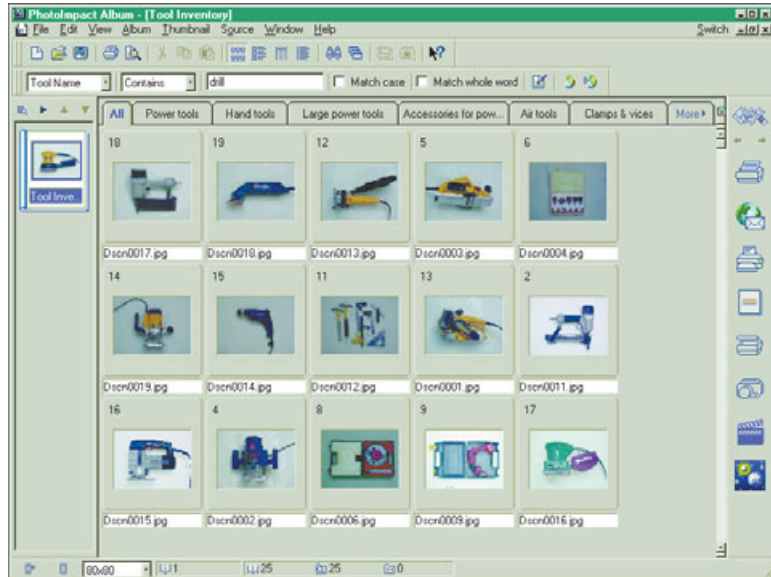 PhotoImpact Album - [Tool Inventory]
File Edit View Album Thumbnail Source Window Help Switch
Tool Name Contains drill Match case Match whole word
All Power tools Hand tools Large power tools Accessories for pow... Air tools Clamps & vices More
Tool Inve...
18 19 12 5 6
Dscn0017.jpg Dscn0018.jpg Dscn0013.jpg Dscn0003.jpg Dscn0004.jpg
14 15 11 13 2
Dscn0019.jpg Dscn0014.jpg Dscn0012.jpg Dscn0001.jpg Dscn0011.jpg
16 4 8 9 17
Dscn0015.jpg Dscn0002.jpg Dscn0006.jpg Dscn0009.jpg Dscn0016.jpg
80x80 1 25 25 0